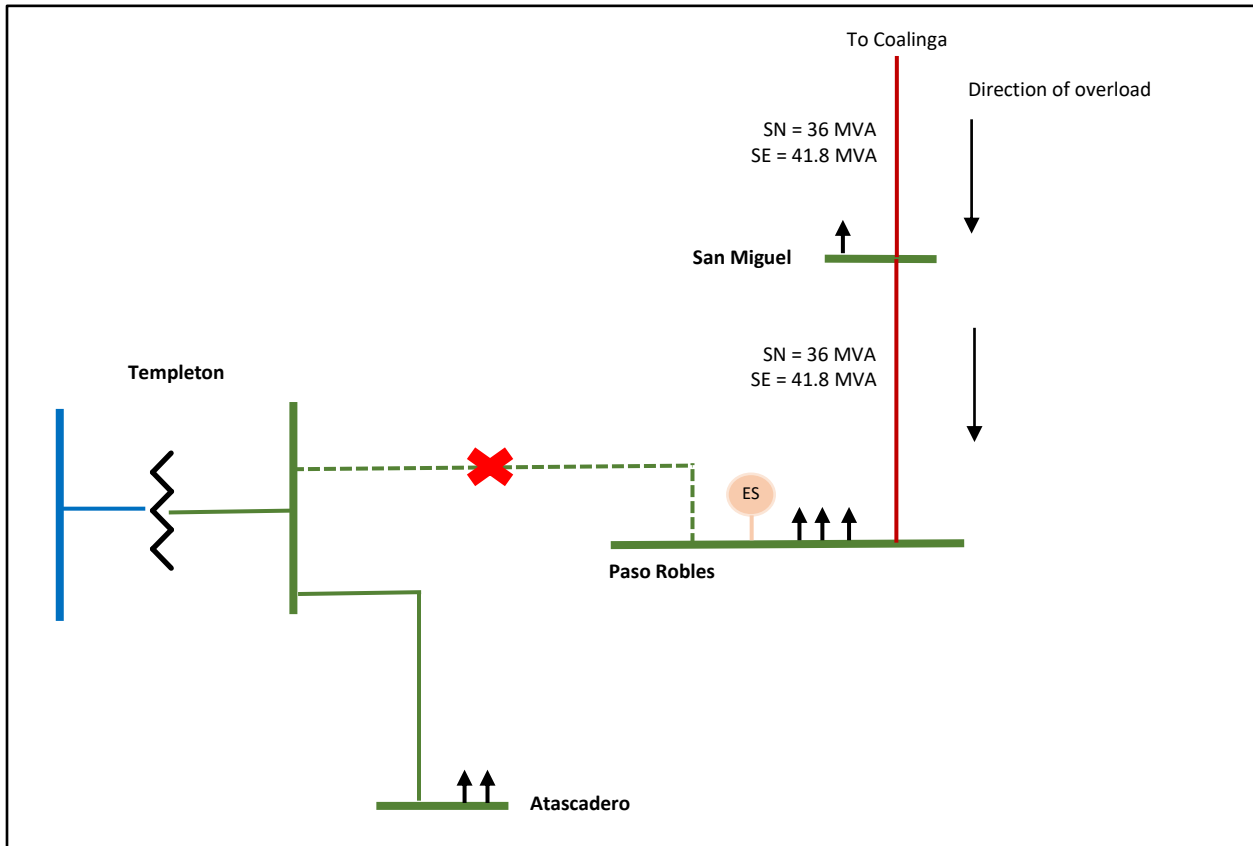 To Coalinga
Direction of overload
SN = 36 MVA
SE = 41.8 MVA
San Miguel
SN = 36 MVA
SE = 41.8 MVA
Templeton
ES
Paso Robles
Atascadero